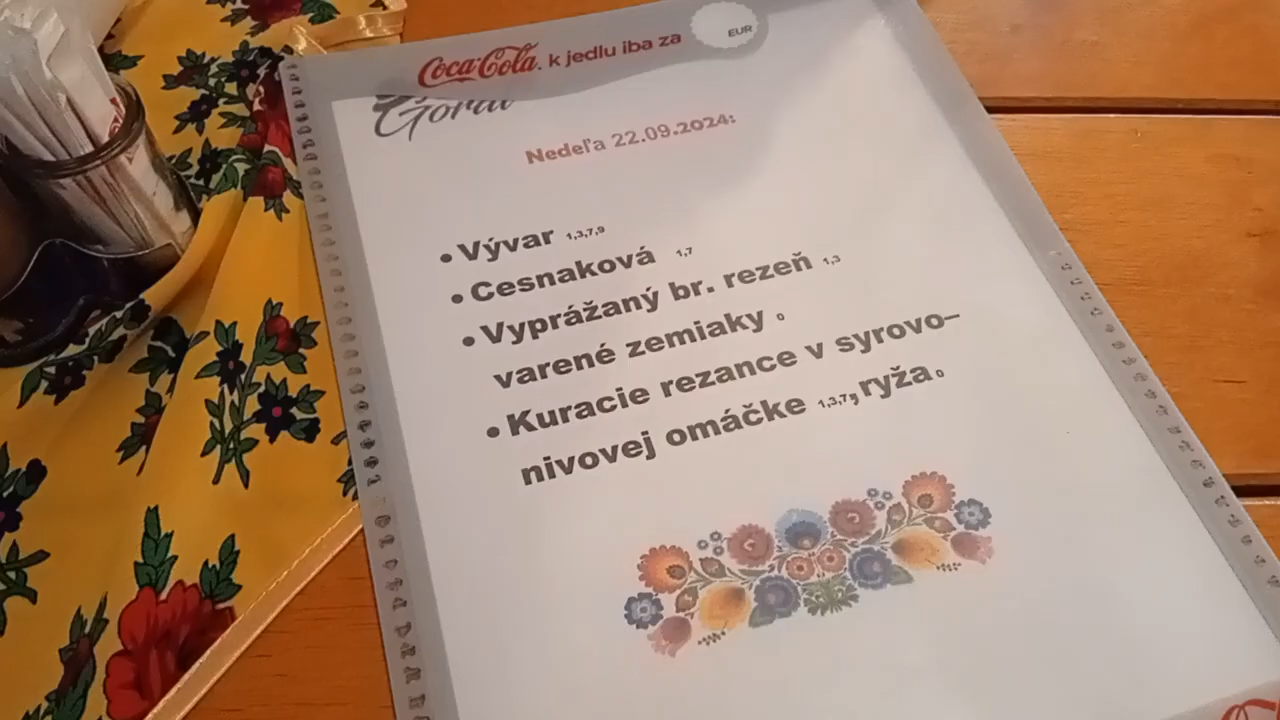 Coca-Cola. k jedlu iba za EUR
Goral
Nedeľa 22.09.2024:
• Vývar 1,3,7,9
• Cesnaková 1,7
• Vyprážaný br. rezeň 1,3
varené zemiaky 0
• Kuracie rezance v syrovo–
nivovej omáčke 1,3,7, ryža 0